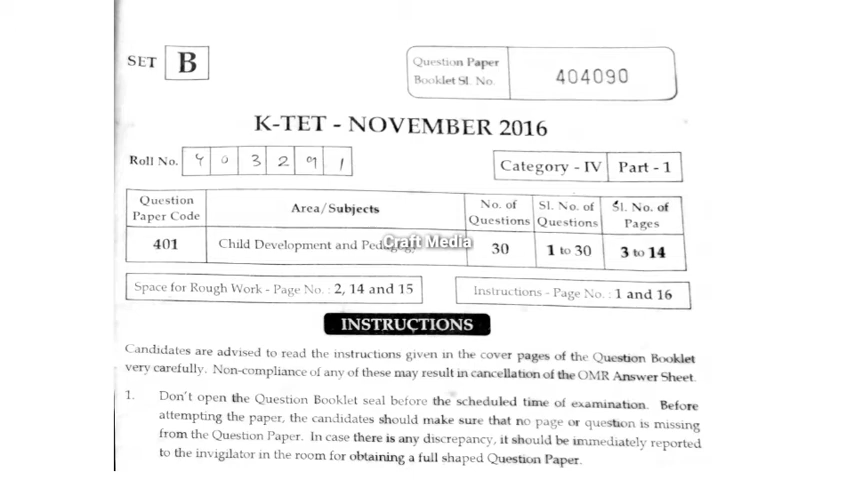 SET B
Question Paper
Booklet Sl. No.
404090
K-TET - NOVEMBER 2016
Roll No. 4 0 3 2 9 1
Category - IV Part - 1
Question Paper Code
Area/Subjects
No. of Questions
Sl. No. of Questions
Sl. No. of Pages
401
Child Development and Pedagogy
30
1 to 30
3 to 14
Craft Media
Space for Rough Work - Page No. : 2, 14 and 15
Instructions - Page No. : 1 and 16
INSTRUCTIONS
Candidates are advised to read the instructions given in the cover pages of the Question Booklet
very carefully. Non-compliance of any of these may result in cancellation of the OMR Answer Sheet.
1. Don't open the Question Booklet seal before the scheduled time of examination. Before
attempting the paper, the candidates should make sure that no page or question is missing
from the Question Paper. In case there is any discrepancy, it should be immediately reported
to the invigilator in the room for obtaining a full shaped Question Paper.